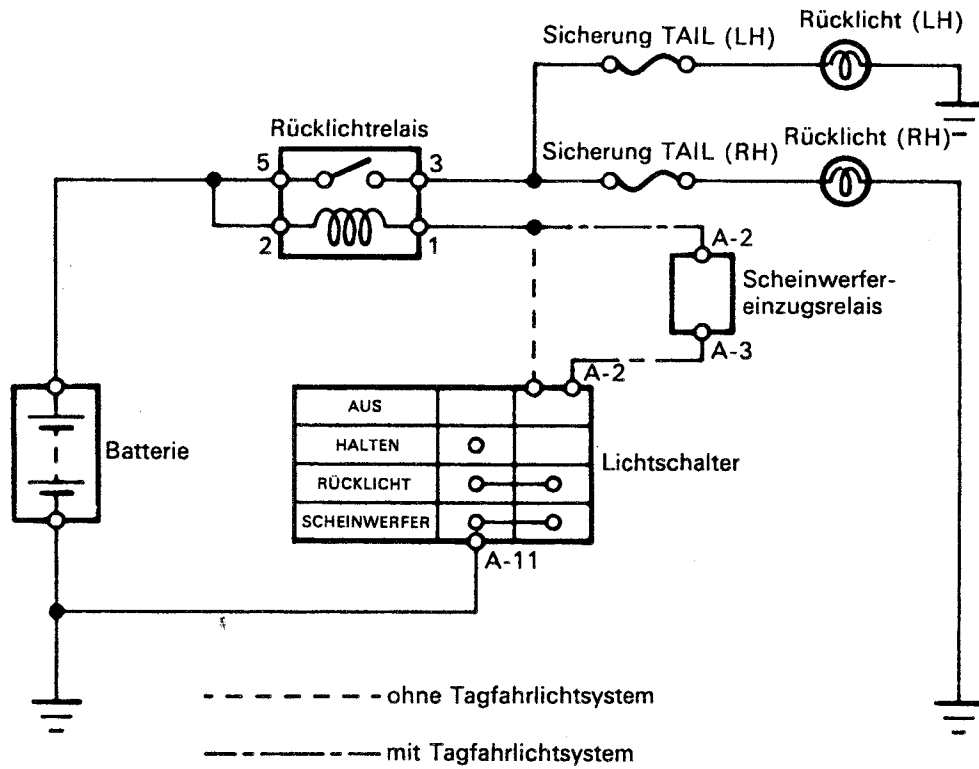 Rücklicht (LH)
Sicherung TAIL (LH)
Rücklichtrelais
Sicherung TAIL (RH)
Rücklicht (RH)
5
3
2
1
A-2
Scheinwerfer-
einzugsrelais
A-3
A-2
AUS
HALTEN
RÜCKLICHT
SCHEINWERFER
Batterie
Lichtschalter
A-11
ohne Tagfahrlichtsystem
mit Tagfahrlichtsystem